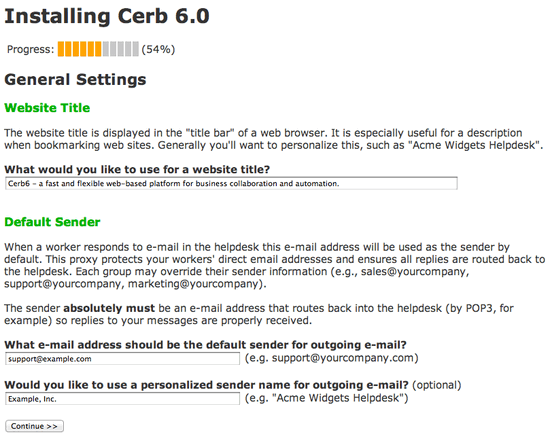 Installing Cerb 6.0
Progress: (54%)
General Settings
Website Title
The website title is displayed in the "title bar" of a web browser. It is especially useful for a description
when bookmarking web sites. Generally you'll want to personalize this, such as "Acme Widgets Helpdesk".
What would you like to use for a website title?
Cerb6 - a fast and flexible web-based platform for business collaboration and automation.
Default Sender
When a worker responds to e-mail in the helpdesk this e-mail address will be used as the sender by
default. This proxy protects your workers' direct email addresses and ensures all replies are routed back to
the helpdesk. Each group may override their sender information (e.g., sales@yourcompany,
support@yourcompany, marketing@yourcompany).
The sender absolutely must be an e-mail address that routes back into the helpdesk (by POP3, for
example) so replies to your messages are properly received.
What e-mail address should be the default sender for outgoing e-mail?
support@example.com (e.g. support@yourcompany.com)
Would you like to use a personalized sender name for outgoing e-mail? (optional)
Example, Inc. (e.g. "Acme Widgets Helpdesk")
Continue >>